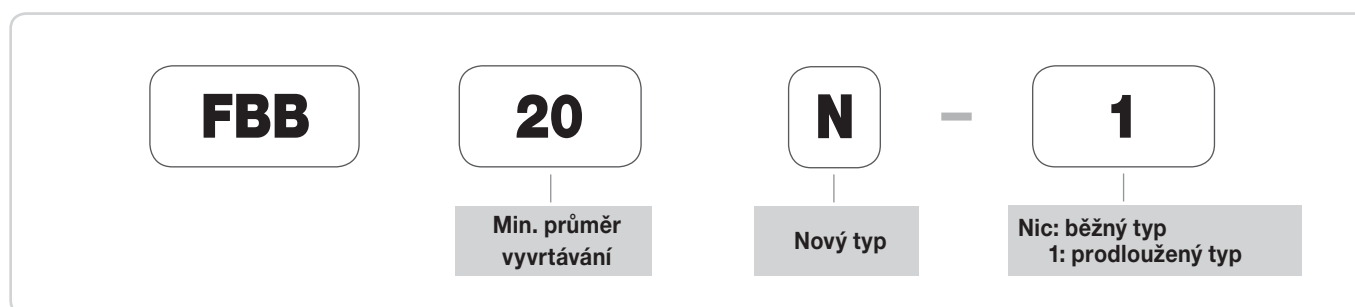 FBB 20 N – 1
Min. průměr
vyvrtávání
Nový typ
Nic: běžný typ
1: prodloužený typ